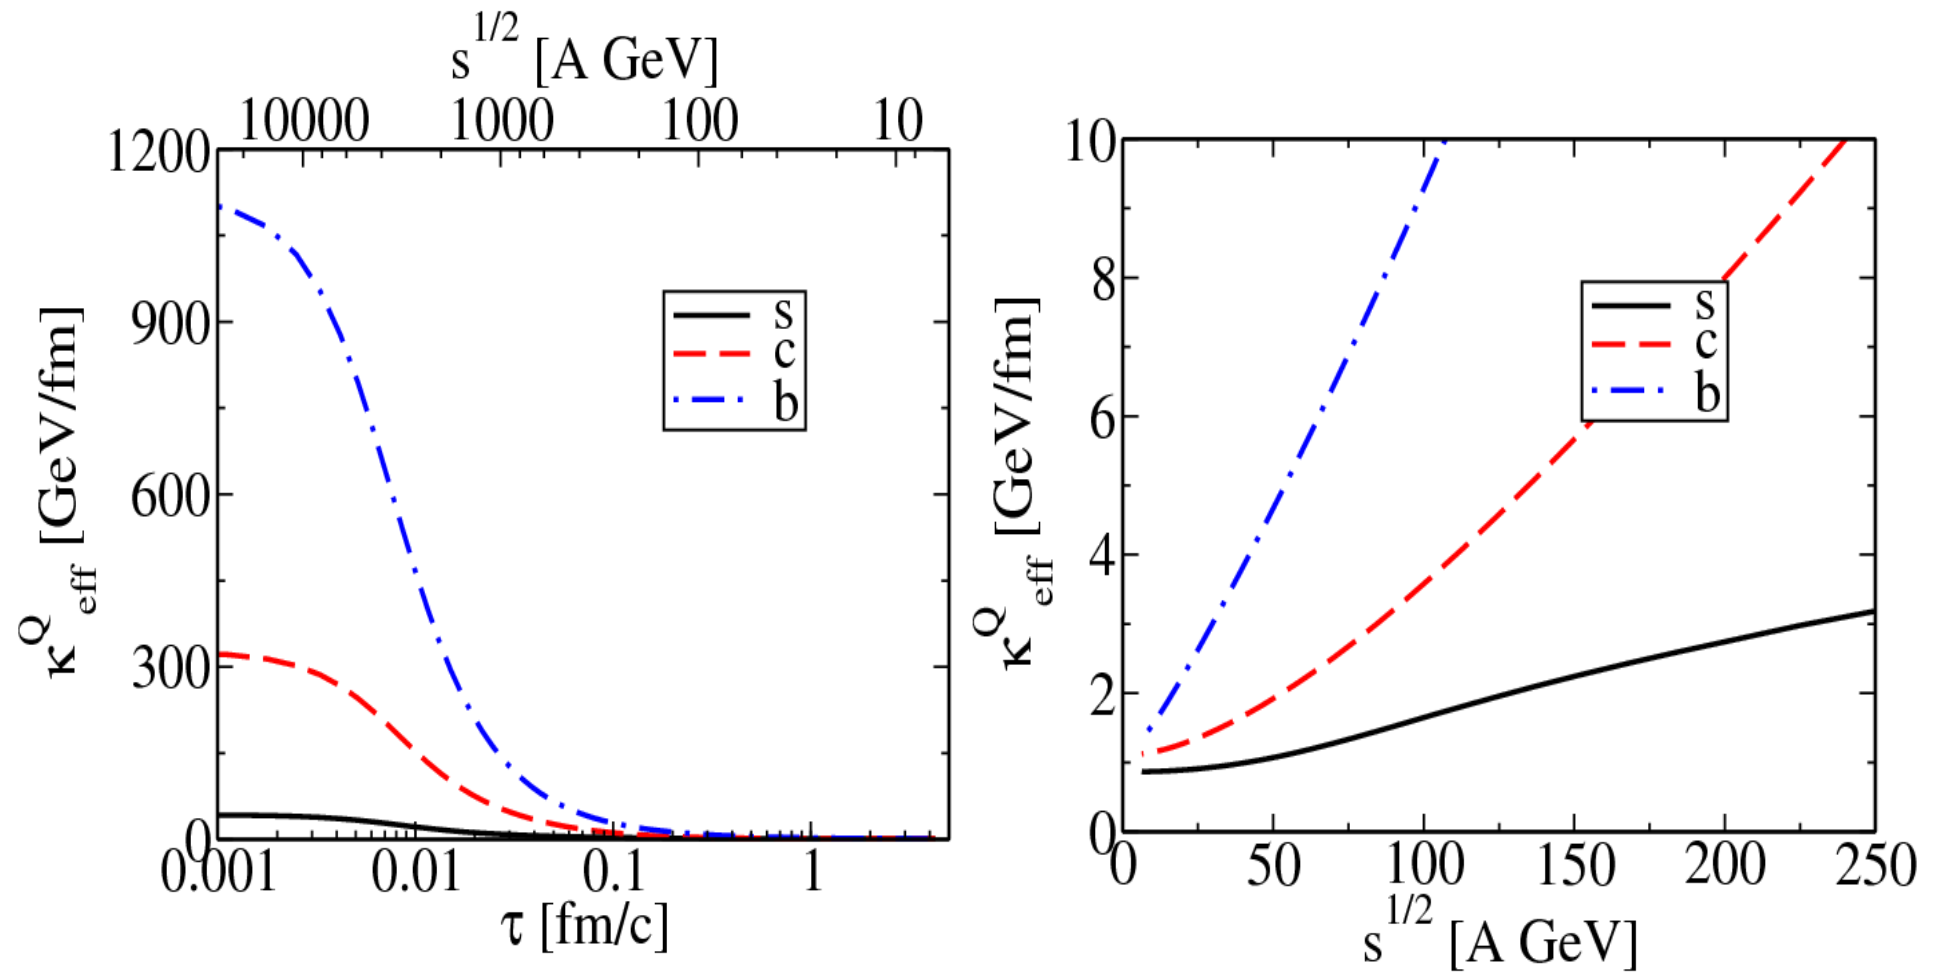 s^1/2 [A GeV]
10000 1000 100 10
1200
900
600
300
0
κ^Q_eff [GeV/fm]
s
c
b
0.001 0.01 0.1 1
τ [fm/c]
10
8
6
4
2
0
κ^Q_eff [GeV/fm]
s
c
b
0 50 100 150 200 250
s^1/2 [A GeV]